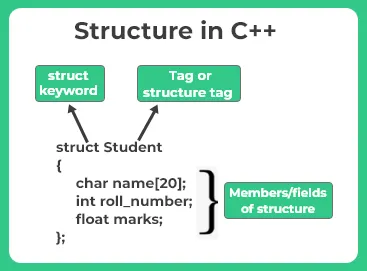 Structure in C++
struct
keyword
Tag or
structure tag
struct Student
{
char name[20];
int roll_number;
float marks;
};
Members/fields
of structure